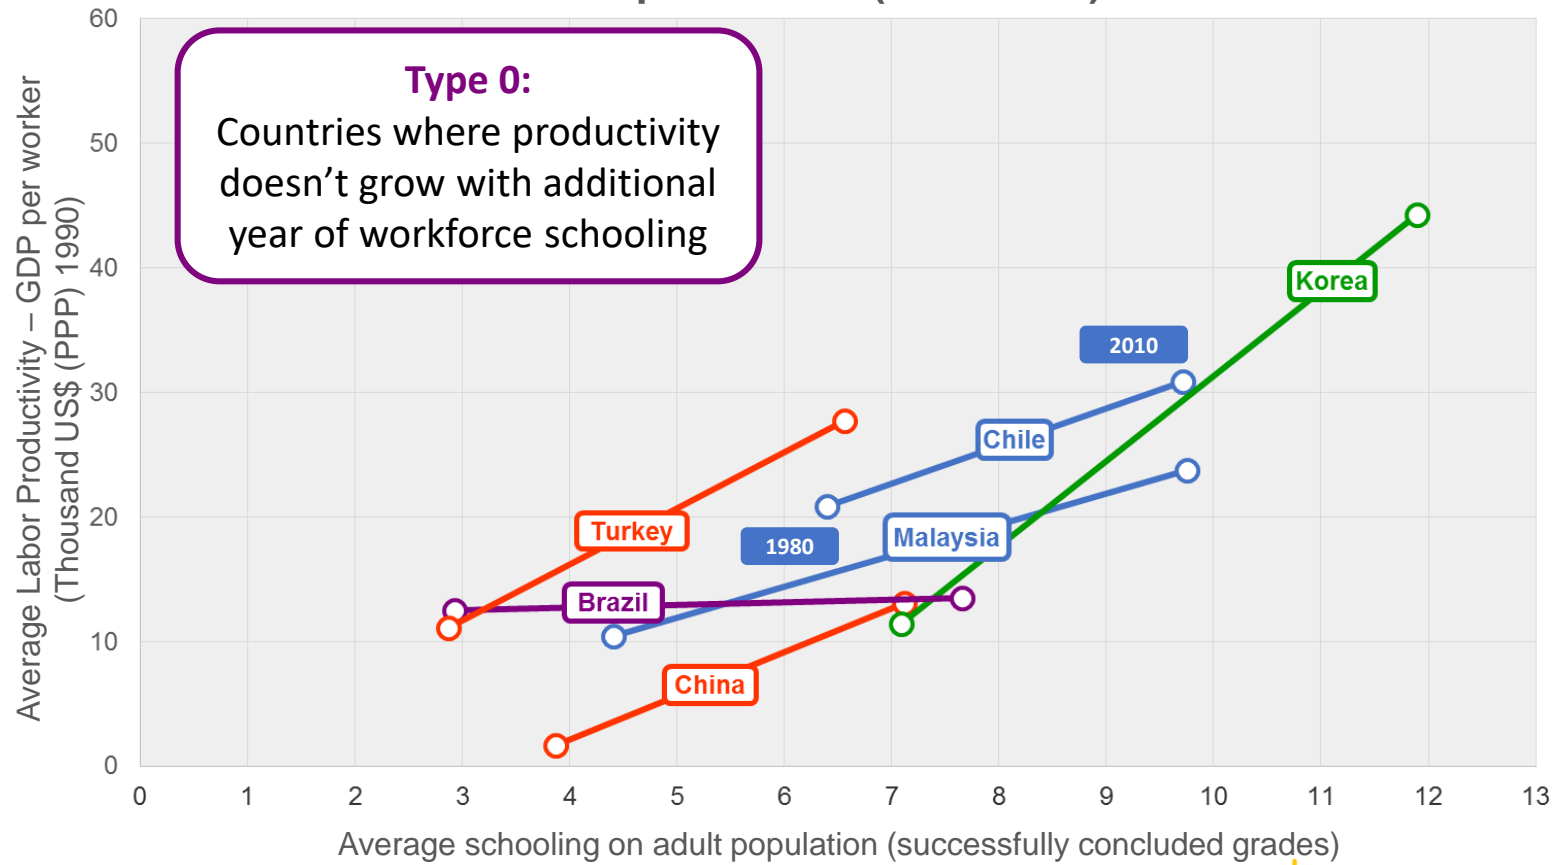 60
Type 0:
Countries where productivity
doesn’t grow with additional
year of workforce schooling
50
40
30
20
10
0
Average Labor Productivity – GDP per worker
(Thousand US$ (PPP) 1990)
Korea
2010
Chile
Turkey
1980
Malaysia
Brazil
China
0 1 2 3 4 5 6 7 8 9 10 11 12 13
Average schooling on adult population (successfully concluded grades)